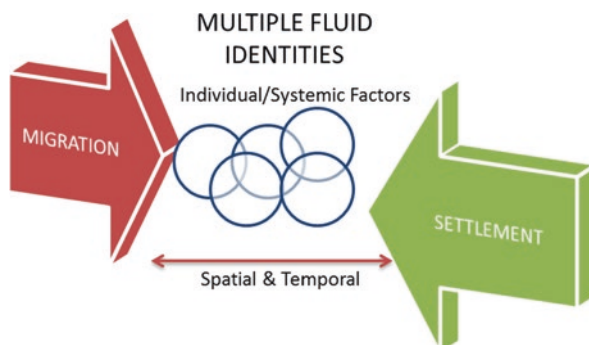 MULTIPLE FLUID
IDENTITIES
Individual/Systemic Factors
MIGRATION
SETTLEMENT
Spatial & Temporal